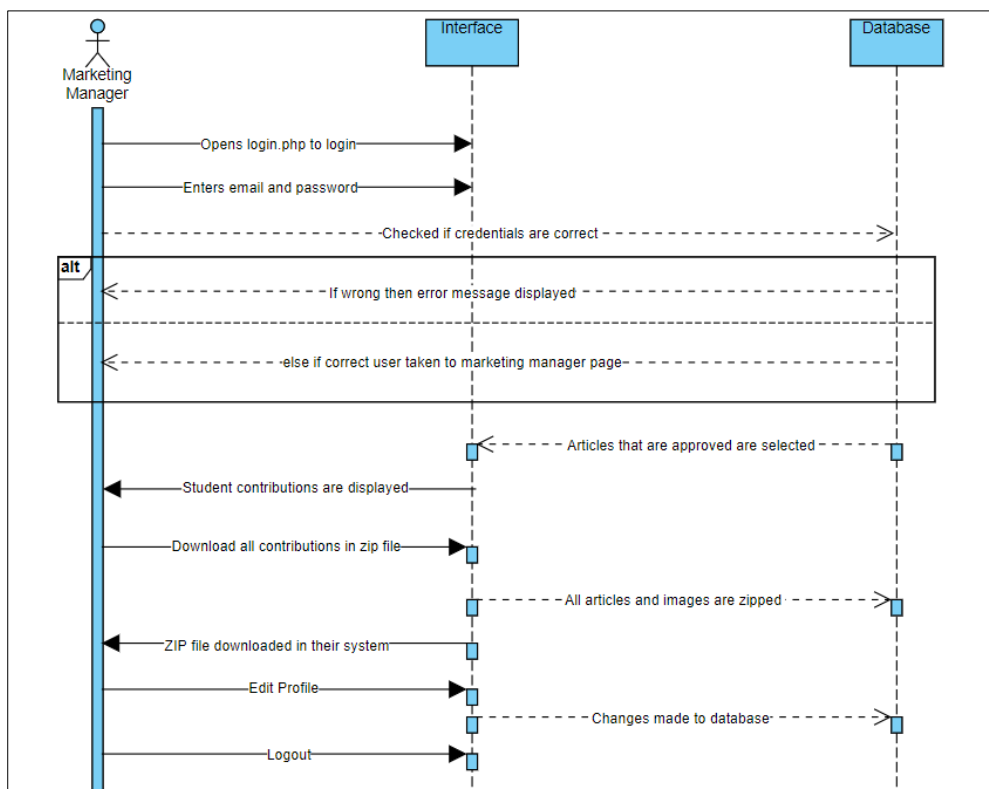 Interface
Database
Marketing
Manager
Opens login.php to login
Enters email and password
Checked if credentials are correct
alt
If wrong then error message displayed
else if correct user taken to marketing manager page
Articles that are approved are selected
Student contributions are displayed
Download all contributions in zip file
All articles and images are zipped
ZIP file downloaded in their system
Edit Profile
Changes made to database
Logout